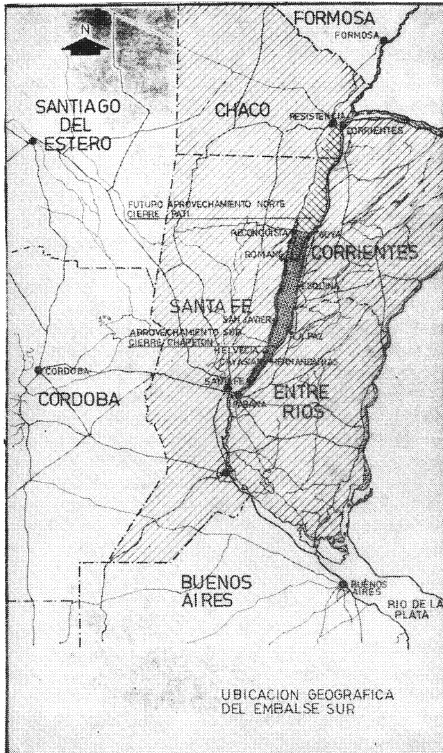 N
FORMOSA
FORMOSA
SANTIAGO
DEL
ESTERO
CHACO
RESISTENCIA
CORRIENTES
FUTURO APROVECHAMIENTO NORTE
CIERRE PATI
RECONQUISTA
GOYA
CORRIENTES
ROMANG
ESQUINA
SANTA FE
SAN JAVIER
APROVECHAMIENTO SUR
CIERRE CHAPETON
LA PAZ
HELVECIA
CAYASTA
HERNANDARIAS
CORDOBA
CORDOBA
SANTA FE
PARANA
ENTRE
RIOS
BUENOS
AIRES
BUENOS
AIRES
RIO DE LA
PLATA
UBICACION GEOGRAFICA
DEL EMBALSE SUR